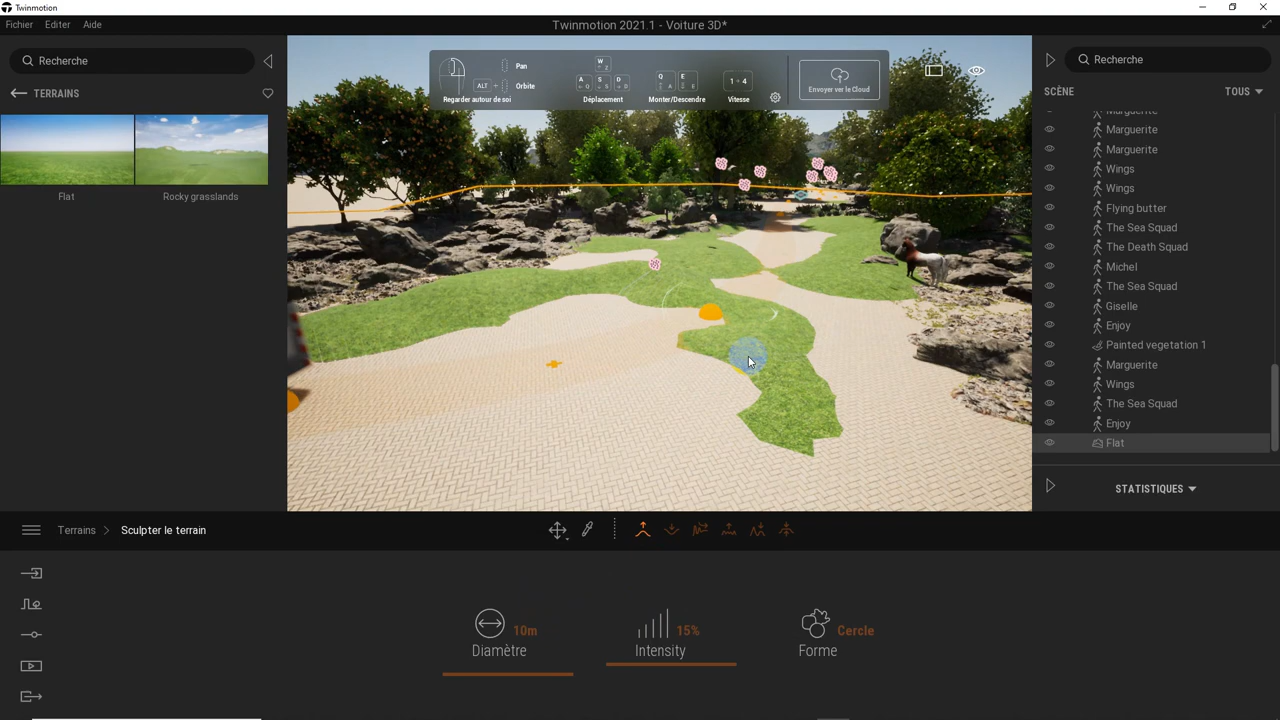 Twinmotion
Fichier Editer Aide
Twinmotion 2021.1 - Voiture 3D*
Recherche
TERRAINS
Flat
Rocky grasslands
Pan
ALT + Orbite
Regarder autour de soi
W Z
A Q S S D D
Déplacement
Q A E E
Monter/Descendre
1 - 4
Vitesse
Envoyer ver le Cloud
Recherche
SCÈNE
TOUS
Marguerite
Marguerite
Marguerite
Wings
Wings
Flying butter
The Sea Squad
The Death Squad
Michel
The Sea Squad
Giselle
Enjoy
Painted vegetation 1
Marguerite
Wings
The Sea Squad
Enjoy
Flat
STATISTIQUES
Terrains > Sculpter le terrain
10m
Diamètre
15%
Intensity
Cercle
Forme